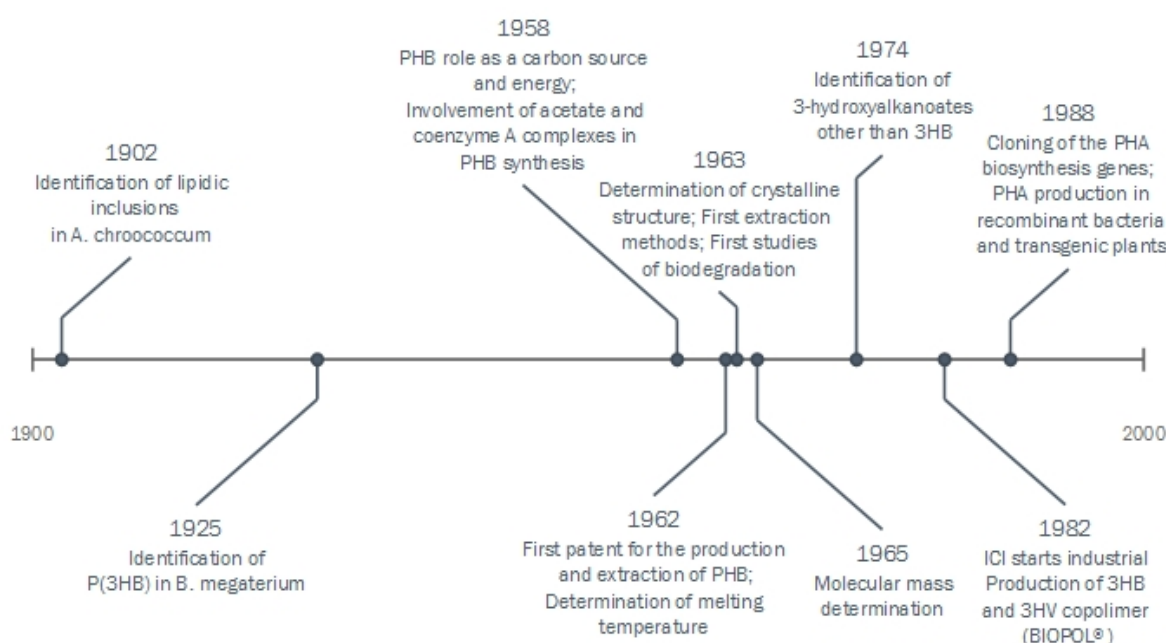 1902
Identification of lipidic
inclusions
in A. chroococcum
1958
PHB role as a carbon source
and energy;
Involvement of acetate and
coenzyme A complexes in
PHB synthesis
1963
Determination of crystalline
structure; First extraction
methods; First studies
of biodegradation
1974
Identification of
3-hydroxyalkanoates
other than 3HB
1988
Cloning of the PHA
biosynthesis genes;
PHA production in
recombinant bacteria
and transgenic plants
1900
2000
1925
Identification of
P(3HB) in B. megaterium
1962
First patent for the production
and extraction of PHB;
Determination of melting
temperature
1965
Molecular mass
determination
1982
ICI starts industrial
Production of 3HB
and 3HV copolimer
(BIOPOL®)